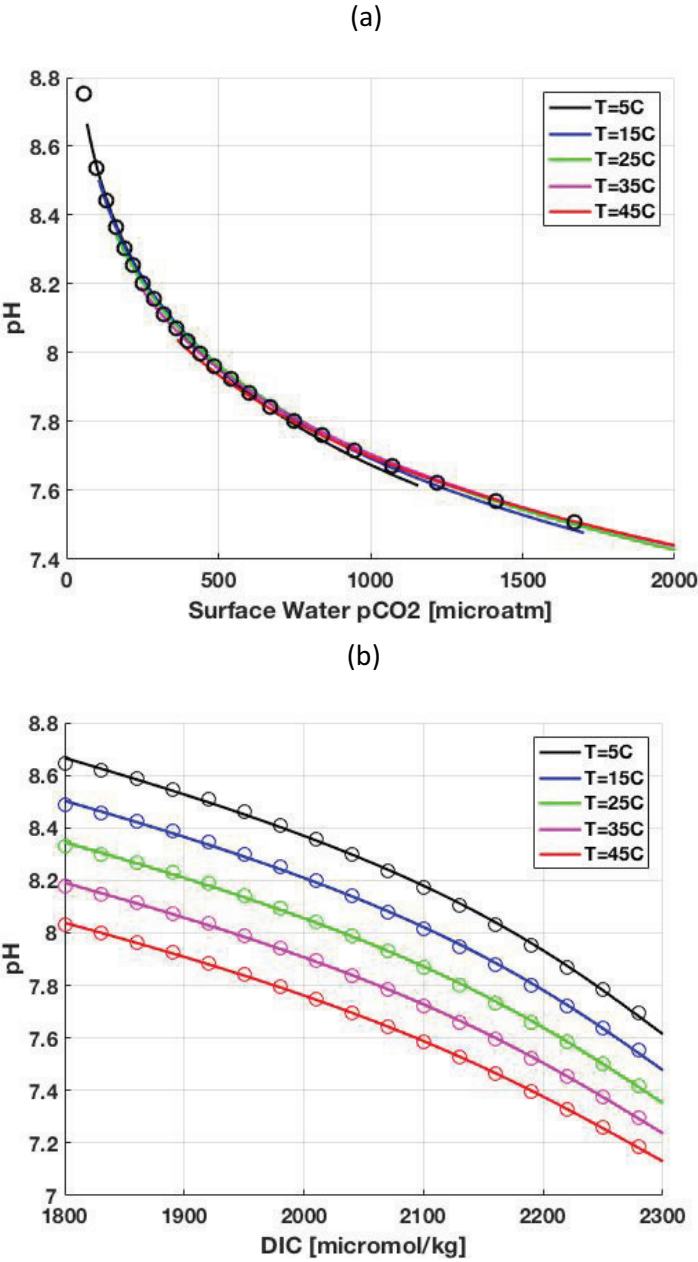 (a)
8.8
8.6
8.4
8.2
8
7.8
7.6
7.4
pH
0 500 1000 1500 2000
Surface Water pCO2 [microatm]
T=5C
T=15C
T=25C
T=35C
T=45C
(b)
8.8
8.6
8.4
8.2
8
7.8
7.6
7.4
7.2
7
pH
1800 1900 2000 2100 2200 2300
DIC [micromol/kg]
T=5C
T=15C
T=25C
T=35C
T=45C